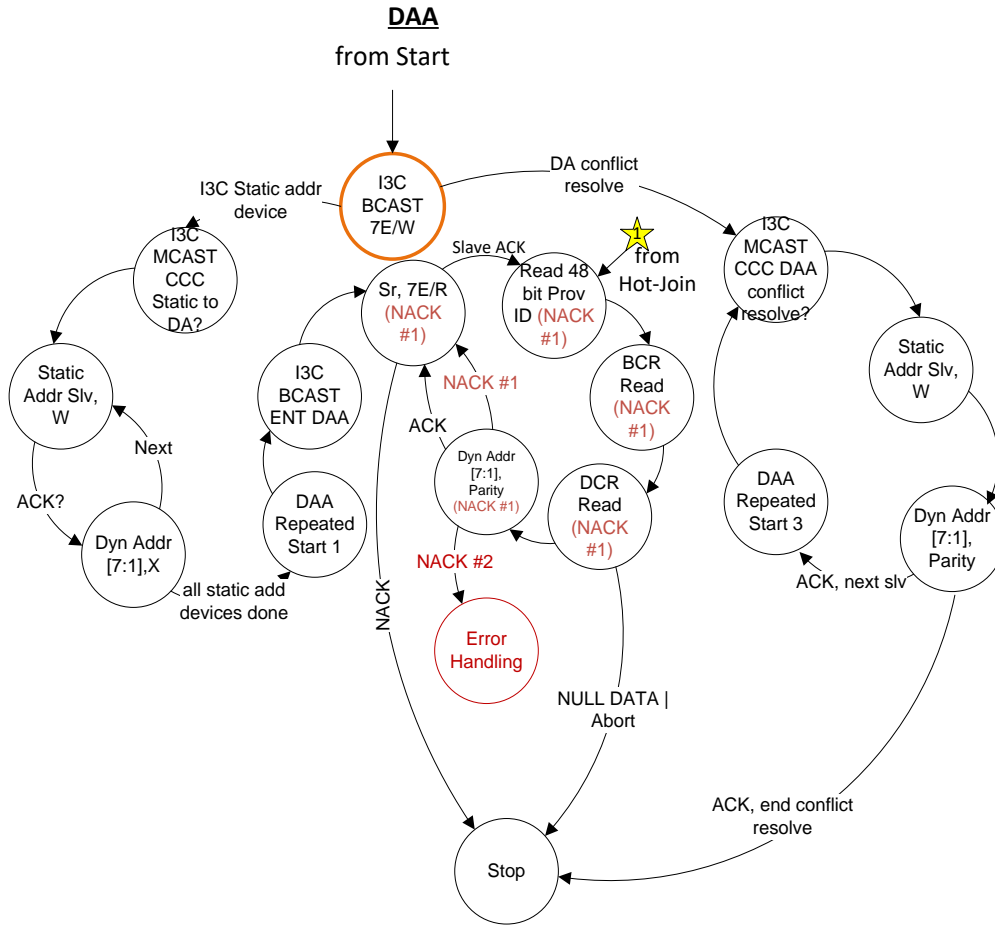 DAA
from Start
I3C
BCAST
7E/W
I3C Static addr
device
DA conflict
resolve
I3C
MCAST
CCC
Static to
DA?
Sr, 7E/R
(NACK
#1)
Slave ACK
Read 48
bit Prov
ID (NACK
#1)
1
from
Hot-Join
I3C
MCAST
CCC DAA
conflict
resolve?
Static
Addr Slv,
W
I3C
BCAST
ENT DAA
NACK #1
BCR
Read
(NACK
#1)
Static
Addr Slv,
W
ACK
Next
ACK?
Dyn Addr
[7:1],X
DAA
Repeated
Start 1
Dyn Addr
[7:1],
Parity
(NACK #1)
DCR
Read
(NACK
#1)
DAA
Repeated
Start 3
Dyn Addr
[7:1],
Parity
all static add
devices done
NACK
NACK #2
ACK, next slv
Error
Handling
NULL DATA |
Abort
ACK, end conflict
resolve
Stop